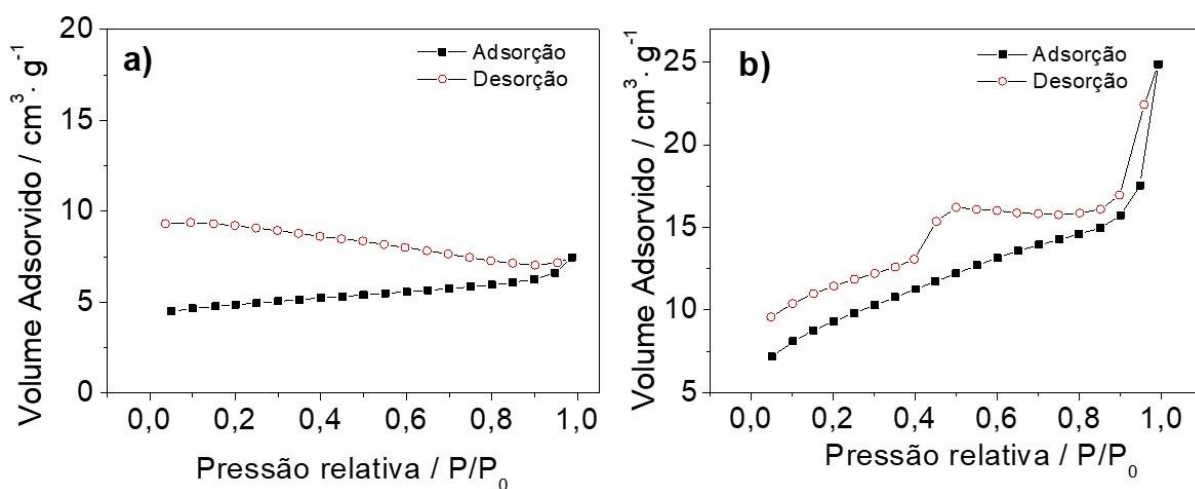 a)
Adsorção
Desorção
20
15
10
5
0
0,0 0,2 0,4 0,6 0,8 1,0
Volume Adsorvido / cm³· g⁻¹
Pressão relativa / P/P₀
b)
Adsorção
Desorção
25
20
15
10
5
0,0 0,2 0,4 0,6 0,8 1,0
Volume Adsorvido / cm³· g⁻¹
Pressão relativa / P/P₀